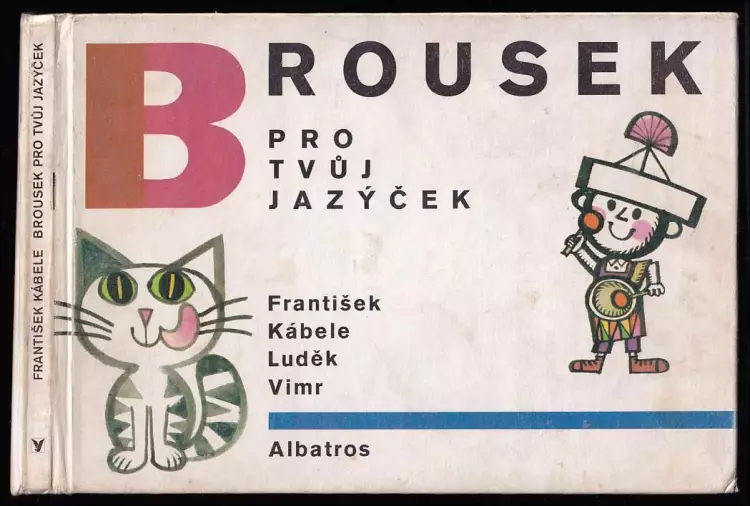 FRANTIŠEK KÁBELE BROUSEK PRO TVŮJ JAZÝČEK
BROUSEK
PRO
TVŮJ
JAZÝČEK
František
Kábele
Luděk
Vimr
Albatros